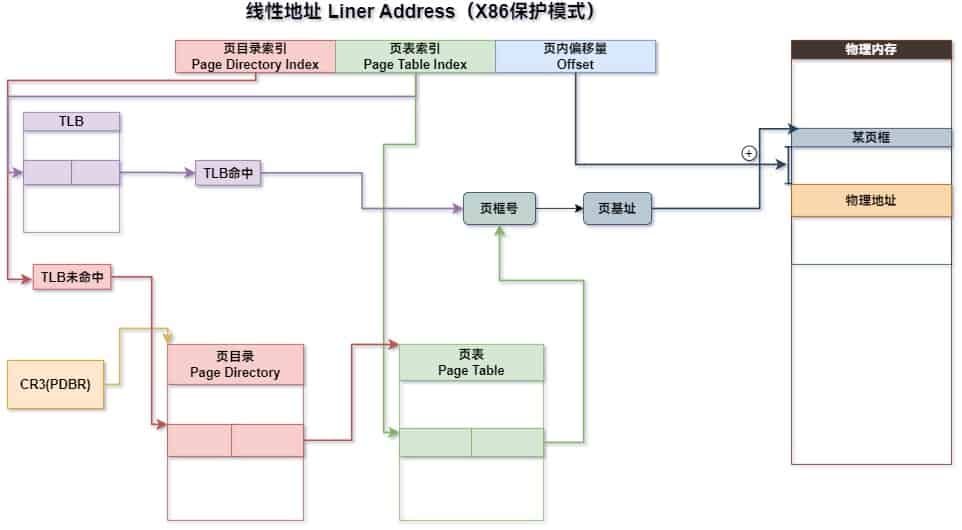 线性地址 Liner Address（X86保护模式）
页目录索引
Page Directory Index
页表索引
Page Table Index
页内偏移量
Offset
物理内存
TLB
某页框
TLB命中
物理地址
页框号
页基址
TLB未命中
CR3(PDBR)
页目录
Page Directory
页表
Page Table